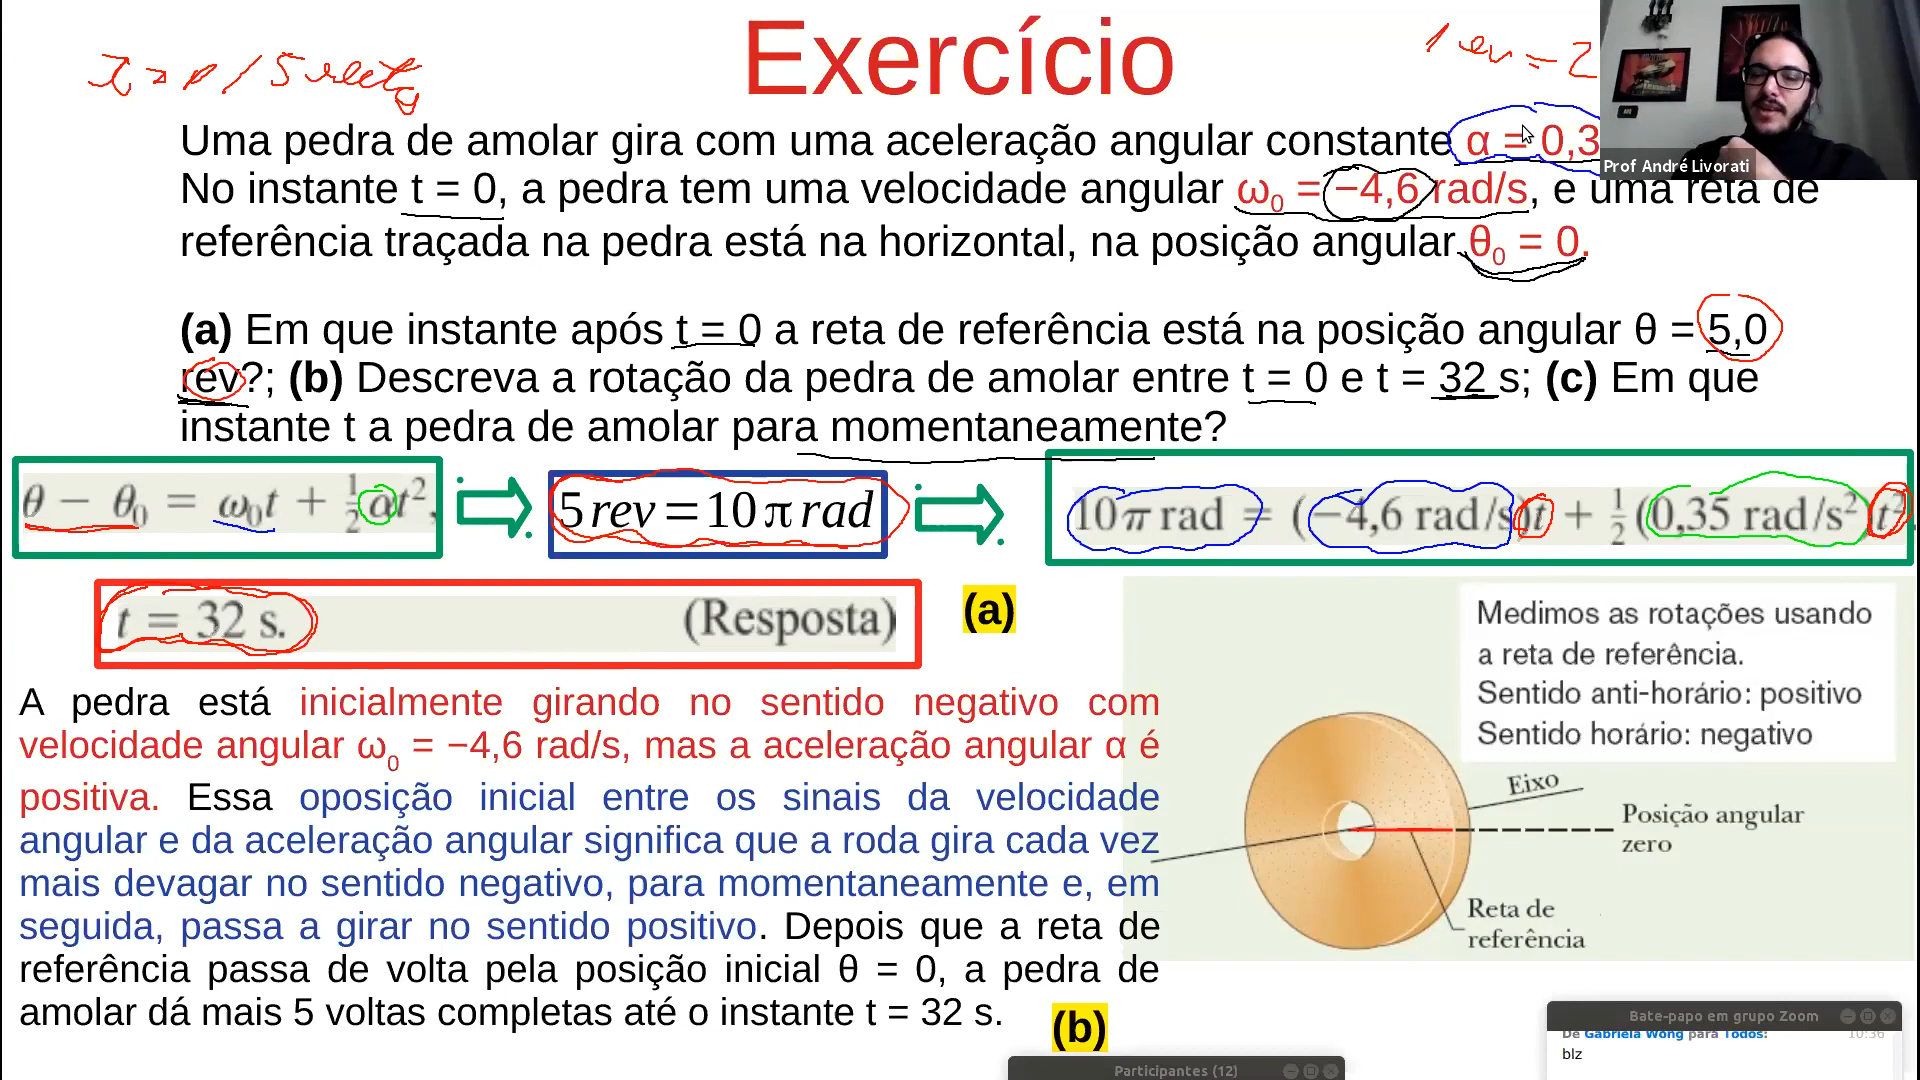 Exercício
1 rev = 2
Uma pedra de amolar gira com uma aceleração angular constante α = 0,3
Prof André Livorati
No instante t = 0, a pedra tem uma velocidade angular ω₀ = −4,6 rad/s, e uma reta de
referência traçada na pedra está na horizontal, na posição angular θ₀ = 0.
(a) Em que instante após t = 0 a reta de referência está na posição angular θ = 5,0
rev?; (b) Descreva a rotação da pedra de amolar entre t = 0 e t = 32 s; (c) Em que
instante t a pedra de amolar para momentaneamente?
θ − θ₀ = ω₀t + ½αt²,
5 rev = 10 π rad
10π rad = (−4,6 rad/s)t + ½(0,35 rad/s²)t²
t = 32 s. (Resposta)
(a)
A pedra está inicialmente girando no sentido negativo com
velocidade angular ω₀ = −4,6 rad/s, mas a aceleração angular α é
positiva. Essa oposição inicial entre os sinais da velocidade
angular e da aceleração angular significa que a roda gira cada vez
mais devagar no sentido negativo, para momentaneamente e, em
seguida, passa a girar no sentido positivo. Depois que a reta de
referência passa de volta pela posição inicial θ = 0, a pedra de
amolar dá mais 5 voltas completas até o instante t = 32 s.
(b)
Medimos as rotações usando
a reta de referência.
Sentido anti-horário: positivo
Sentido horário: negativo
Eixo
Posição angular
zero
Reta de
referência
Bate-papo em grupo Zoom
De Gabriela Wong para Todos: 10:36
blz
Participantes (12)